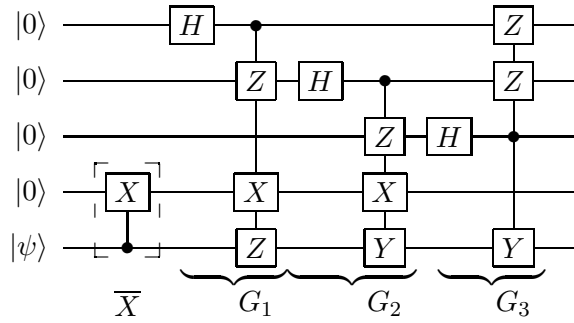 |0⟩ H Z
|0⟩ Z H Z
|0⟩ Z H
|0⟩ X X X
|ψ⟩ Z Y Y
X̅ G₁ G₂ G₃